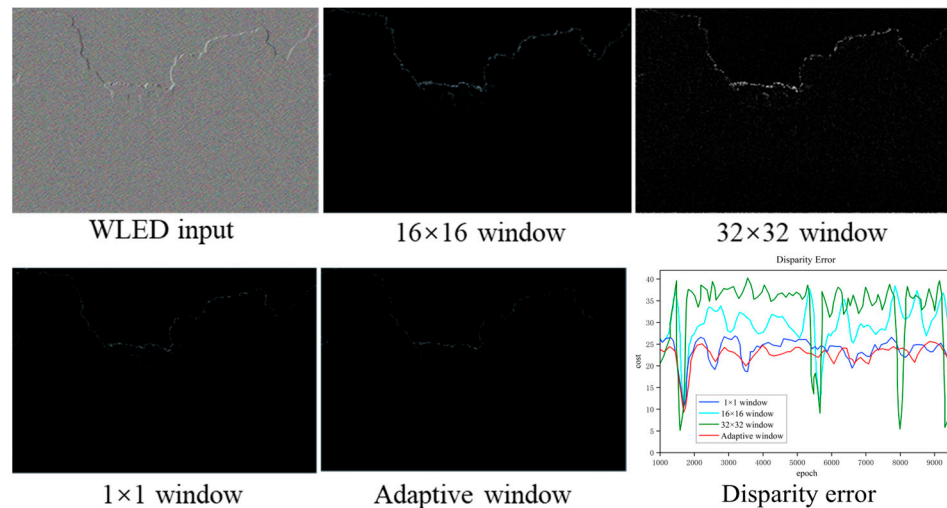 WLED input
16×16 window
32×32 window
Disparity Error
40
35
30
25
20
15
10
5
0
cost
1×1 window
16×16 window
32×32 window
Adaptive window
1000 2000 3000 4000 5000 6000 7000 8000 9000
epoch
1×1 window
Adaptive window
Disparity error